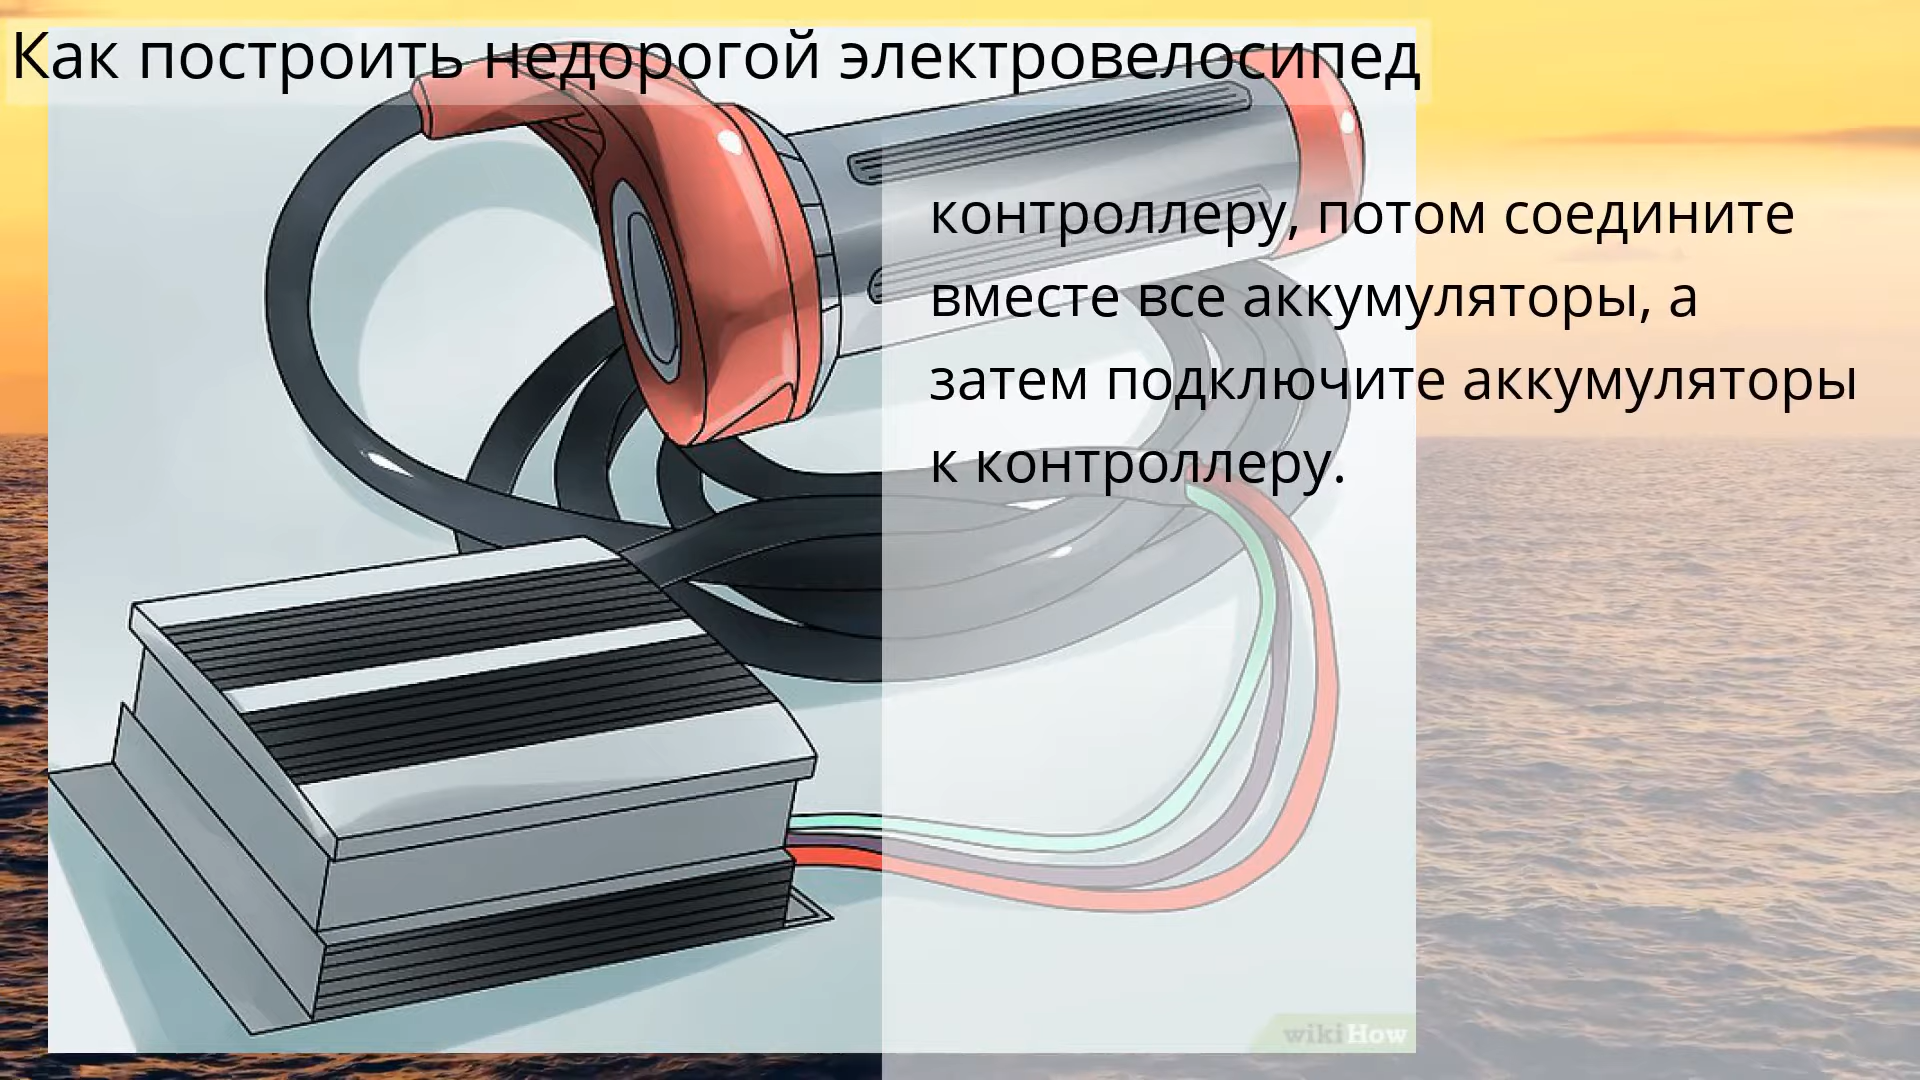 Как построить недорогой электровелосипед
контроллеру, потом соедините
вместе все аккумуляторы, а
затем подключите аккумуляторы
к контроллеру.
wikiHow